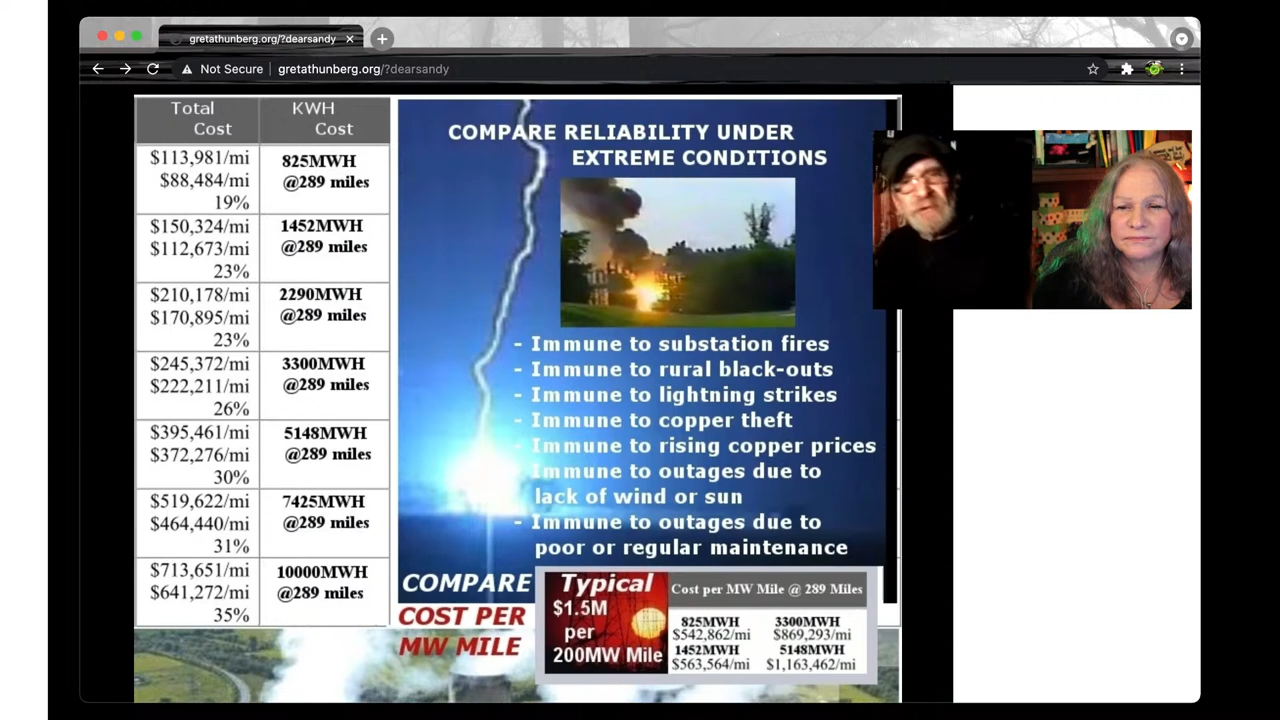 gretathunberg.org/?dearsandy
Not Secure
gretathunberg.org/?dearsandy
Total
Cost
KWH
Cost
$113,981/mi
$88,484/mi
19%
825MWH
@289 miles
$150,324/mi
$112,673/mi
23%
1452MWH
@289 miles
$210,178/mi
$170,895/mi
23%
2290MWH
@289 miles
$245,372/mi
$222,211/mi
26%
3300MWH
@289 miles
$395,461/mi
$372,276/mi
30%
5148MWH
@289 miles
$519,622/mi
$464,440/mi
31%
7425MWH
@289 miles
$713,651/mi
$641,272/mi
35%
10000MWH
@289 miles
COMPARE RELIABILITY UNDER
EXTREME CONDITIONS
- Immune to substation fires
- Immune to rural black-outs
- Immune to lightning strikes
- Immune to copper theft
- Immune to rising copper prices
- Immune to outages due to
lack of wind or sun
- Immune to outages due to
poor or regular maintenance
COMPARE
COST PER
MW MILE
Typical
$1.5M
per
200MW Mile
Cost per MW Mile @ 289 Miles
825MWH 3300MWH
$542,862/mi $869,293/mi
1452MWH 5148MWH
$563,564/mi $1,163,462/mi